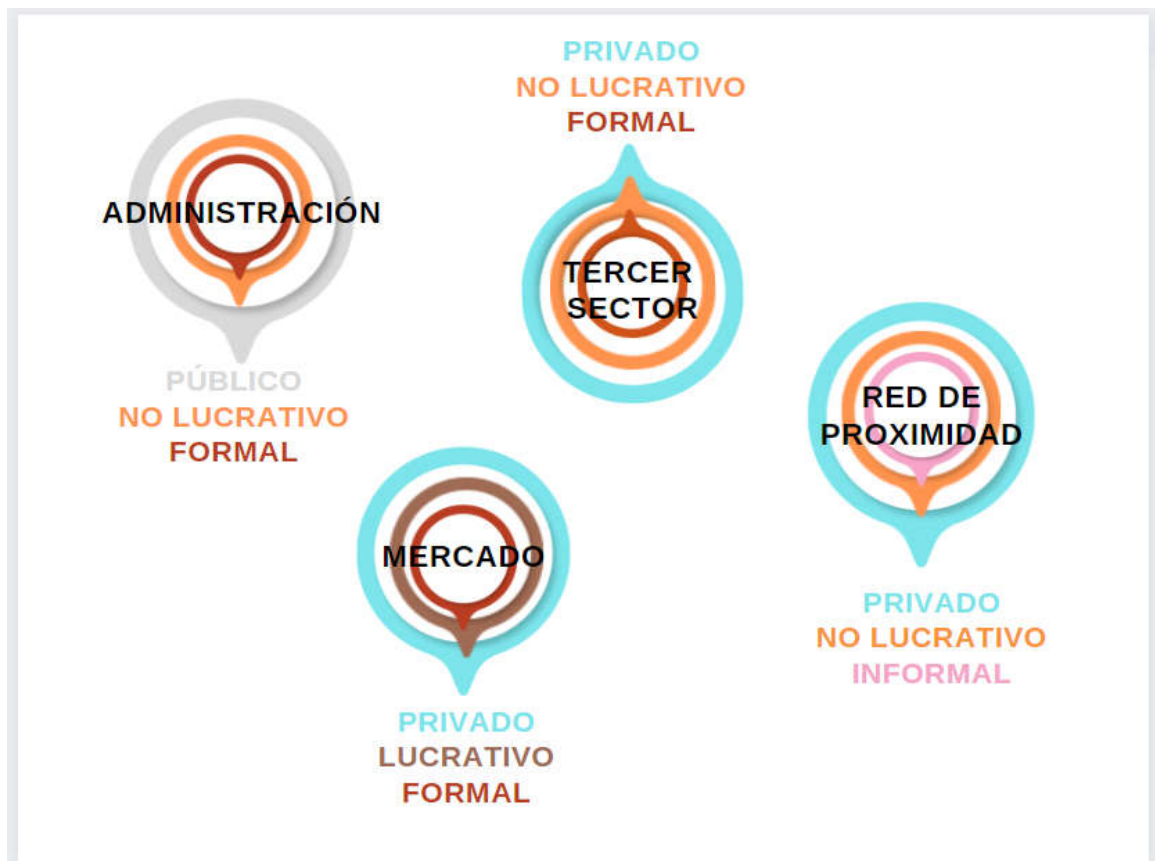 ADMINISTRACIÓN
PÚBLICO
NO LUCRATIVO
FORMAL
PRIVADO
NO LUCRATIVO
FORMAL
TERCER
SECTOR
MERCADO
PRIVADO
LUCRATIVO
FORMAL
RED DE
PROXIMIDAD
PRIVADO
NO LUCRATIVO
INFORMAL